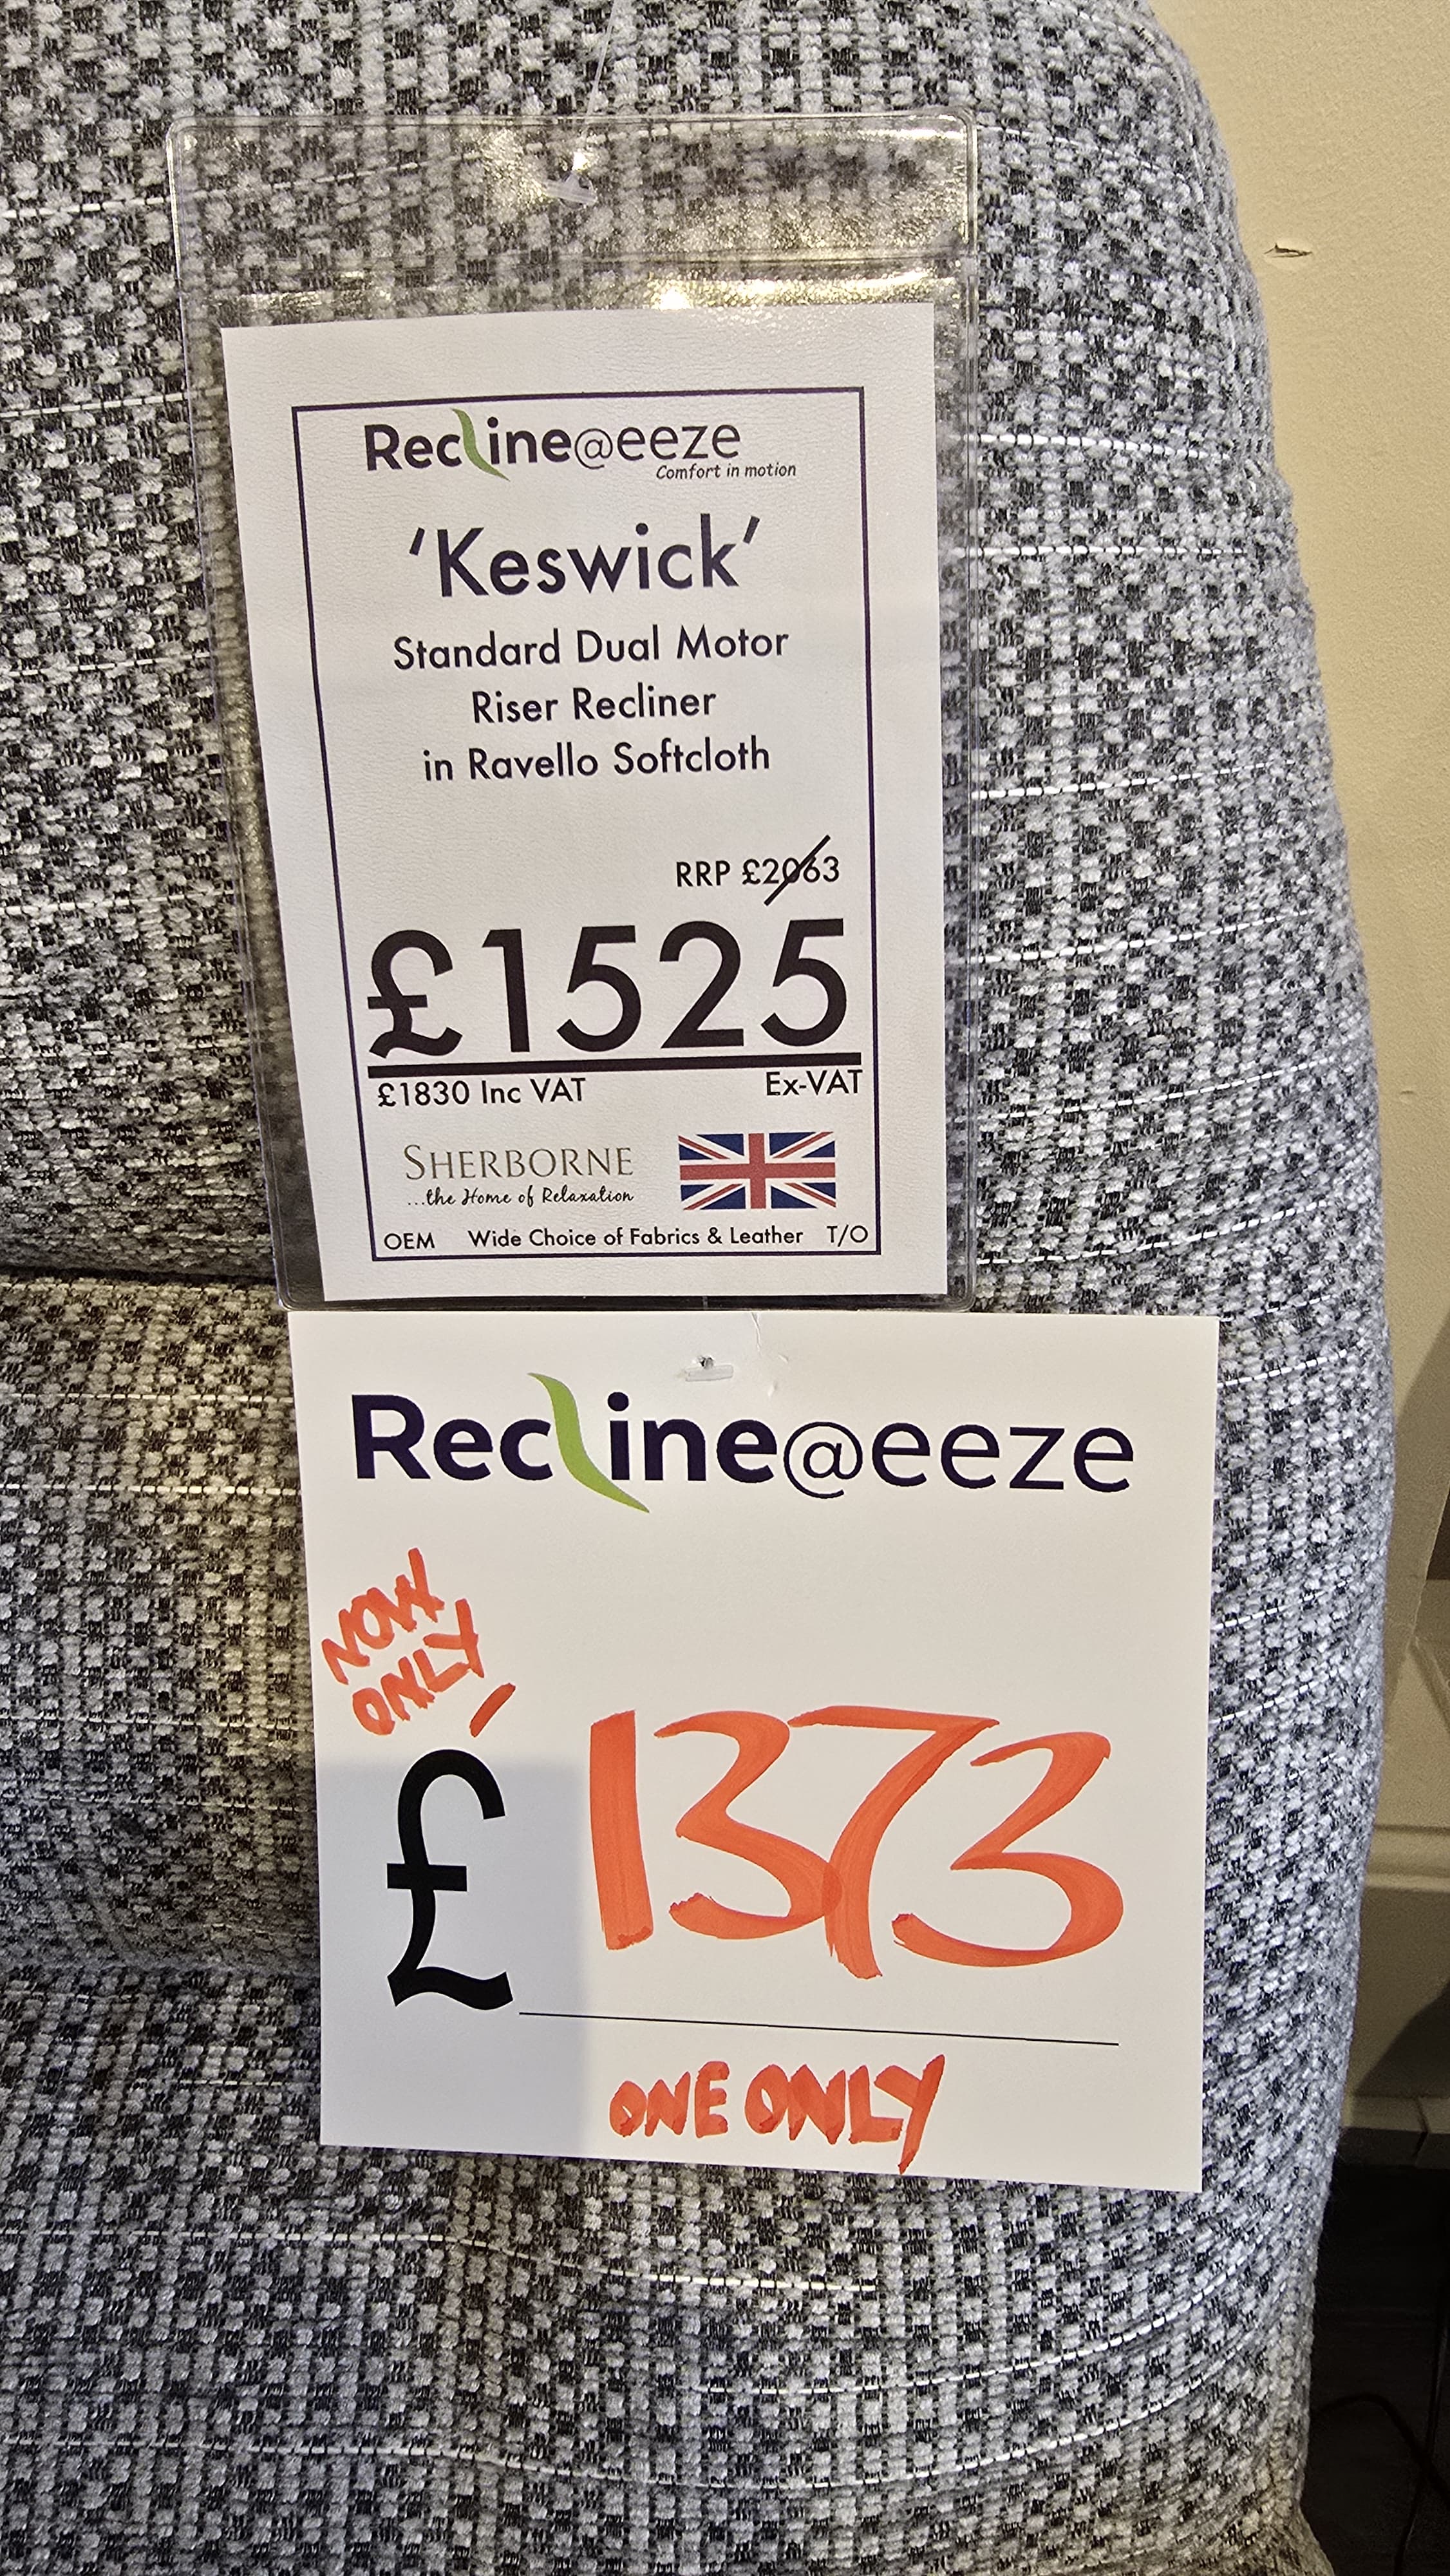 Recline@eeze
Comfort in motion
'Keswick'
Standard Dual Motor
Riser Recliner
in Ravello Softcloth
RRP £2063
£1525
£1830 Inc VAT Ex-VAT
SHERBORNE
...the Home of Relaxation
OEM Wide Choice of Fabrics & Leather T/O
Recline@eeze
NOW
ONLY
£ 1373
ONE ONLY